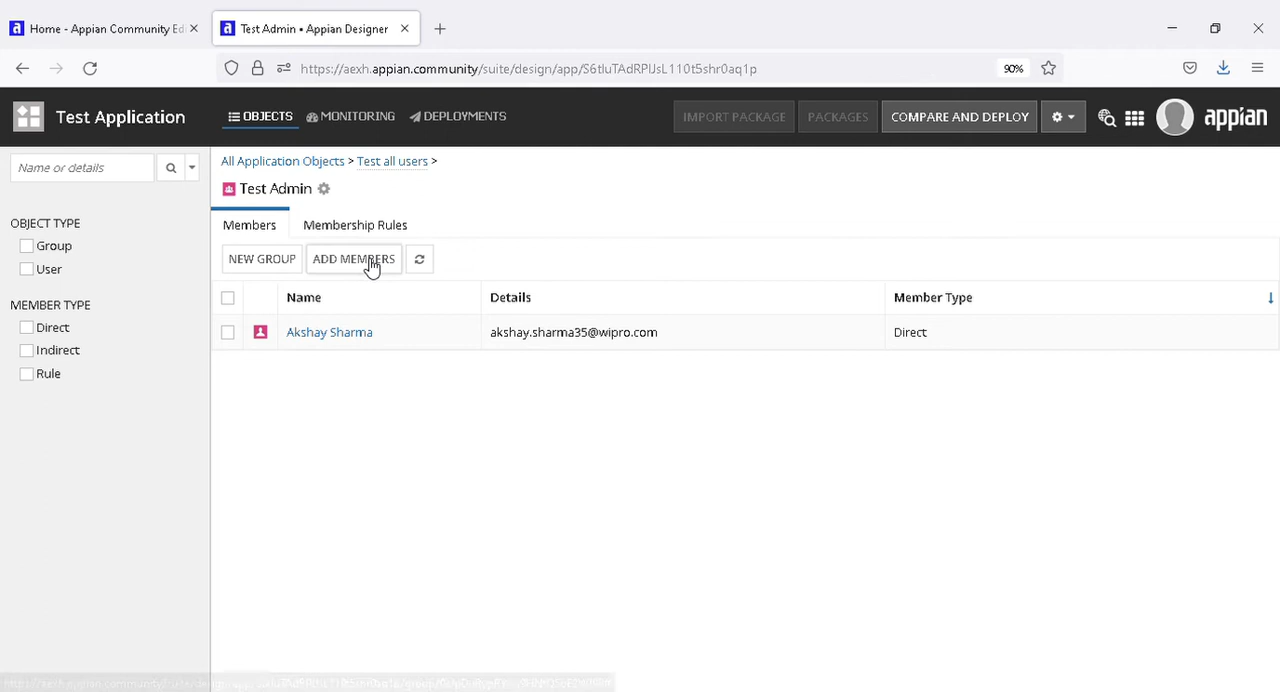 Home - Appian Community Ed
Test Admin • Appian Designer
https://aexh.appian.community/suite/design/app/S6tIuTAdRPlJsL110t5shr0aq1p
90%
Test Application
OBJECTS
MONITORING
DEPLOYMENTS
IMPORT PACKAGE
PACKAGES
COMPARE AND DEPLOY
appian
Name or details
All Application Objects > Test all users >
Test Admin
OBJECT TYPE
Group
User
MEMBER TYPE
Direct
Indirect
Rule
Members
Membership Rules
NEW GROUP
ADD MEMBERS
Name
Details
Member Type
Akshay Sharma
akshay.sharma35@wipro.com
Direct